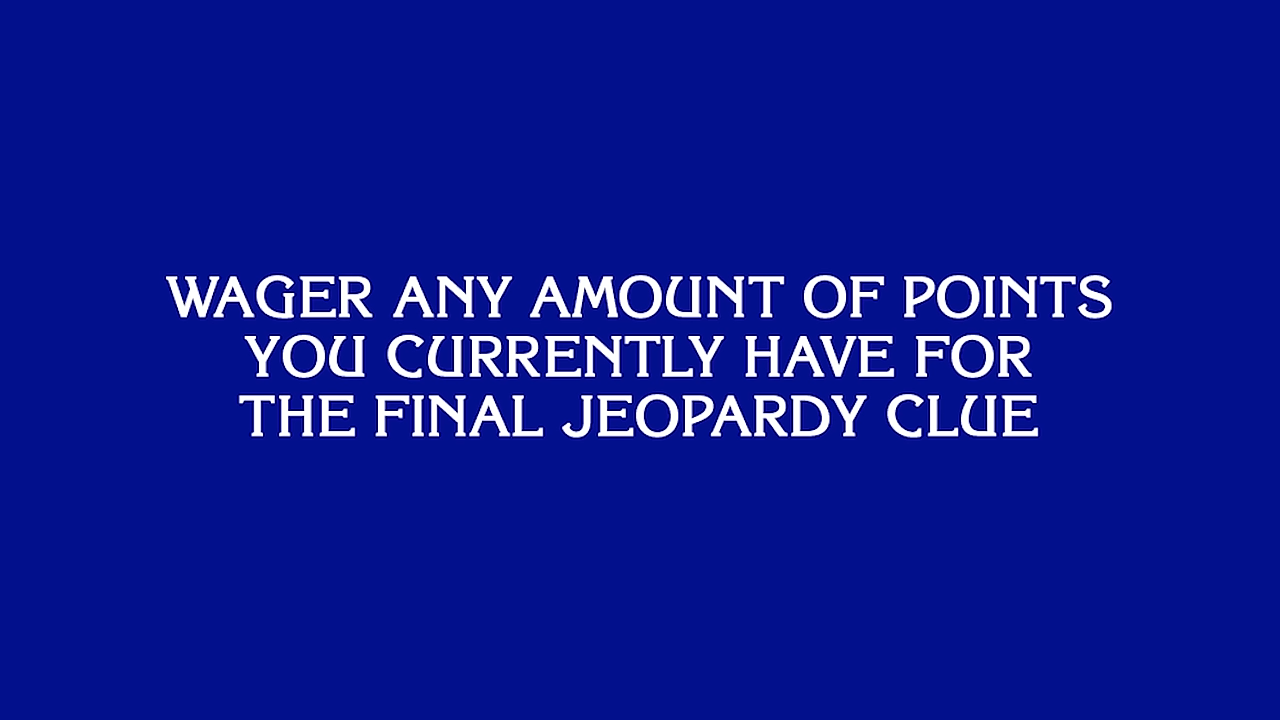 WAGER ANY AMOUNT OF POINTS
YOU CURRENTLY HAVE FOR
THE FINAL JEOPARDY CLUE